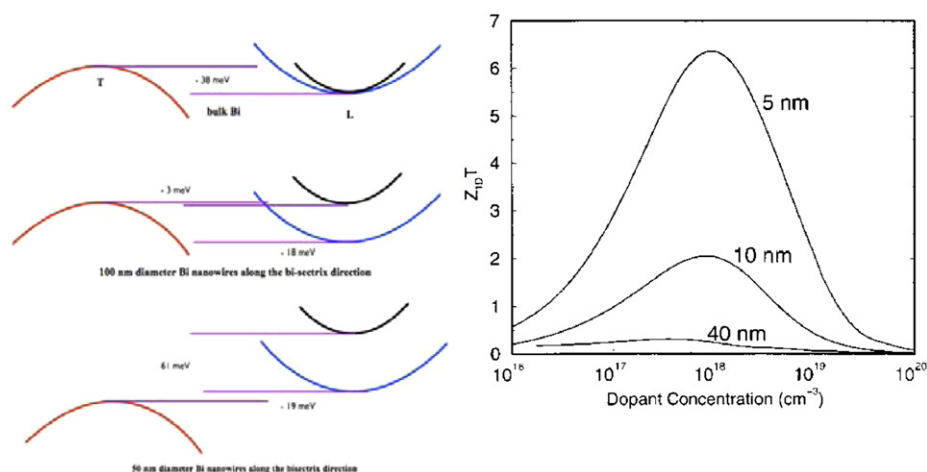 T
- 38 meV
bulk Bi
L
- 3 meV
- 18 meV
100 nm diameter Bi nanowires along the bi-sectrix direction
61 meV
- 19 meV
50 nm diameter Bi nanowires along the bisectrix direction
7
6
5
4
3
2
1
0
Z1DT
5 nm
10 nm
40 nm
10^16
10^17
10^18
10^19
10^20
Dopant Concentration (cm^-3)